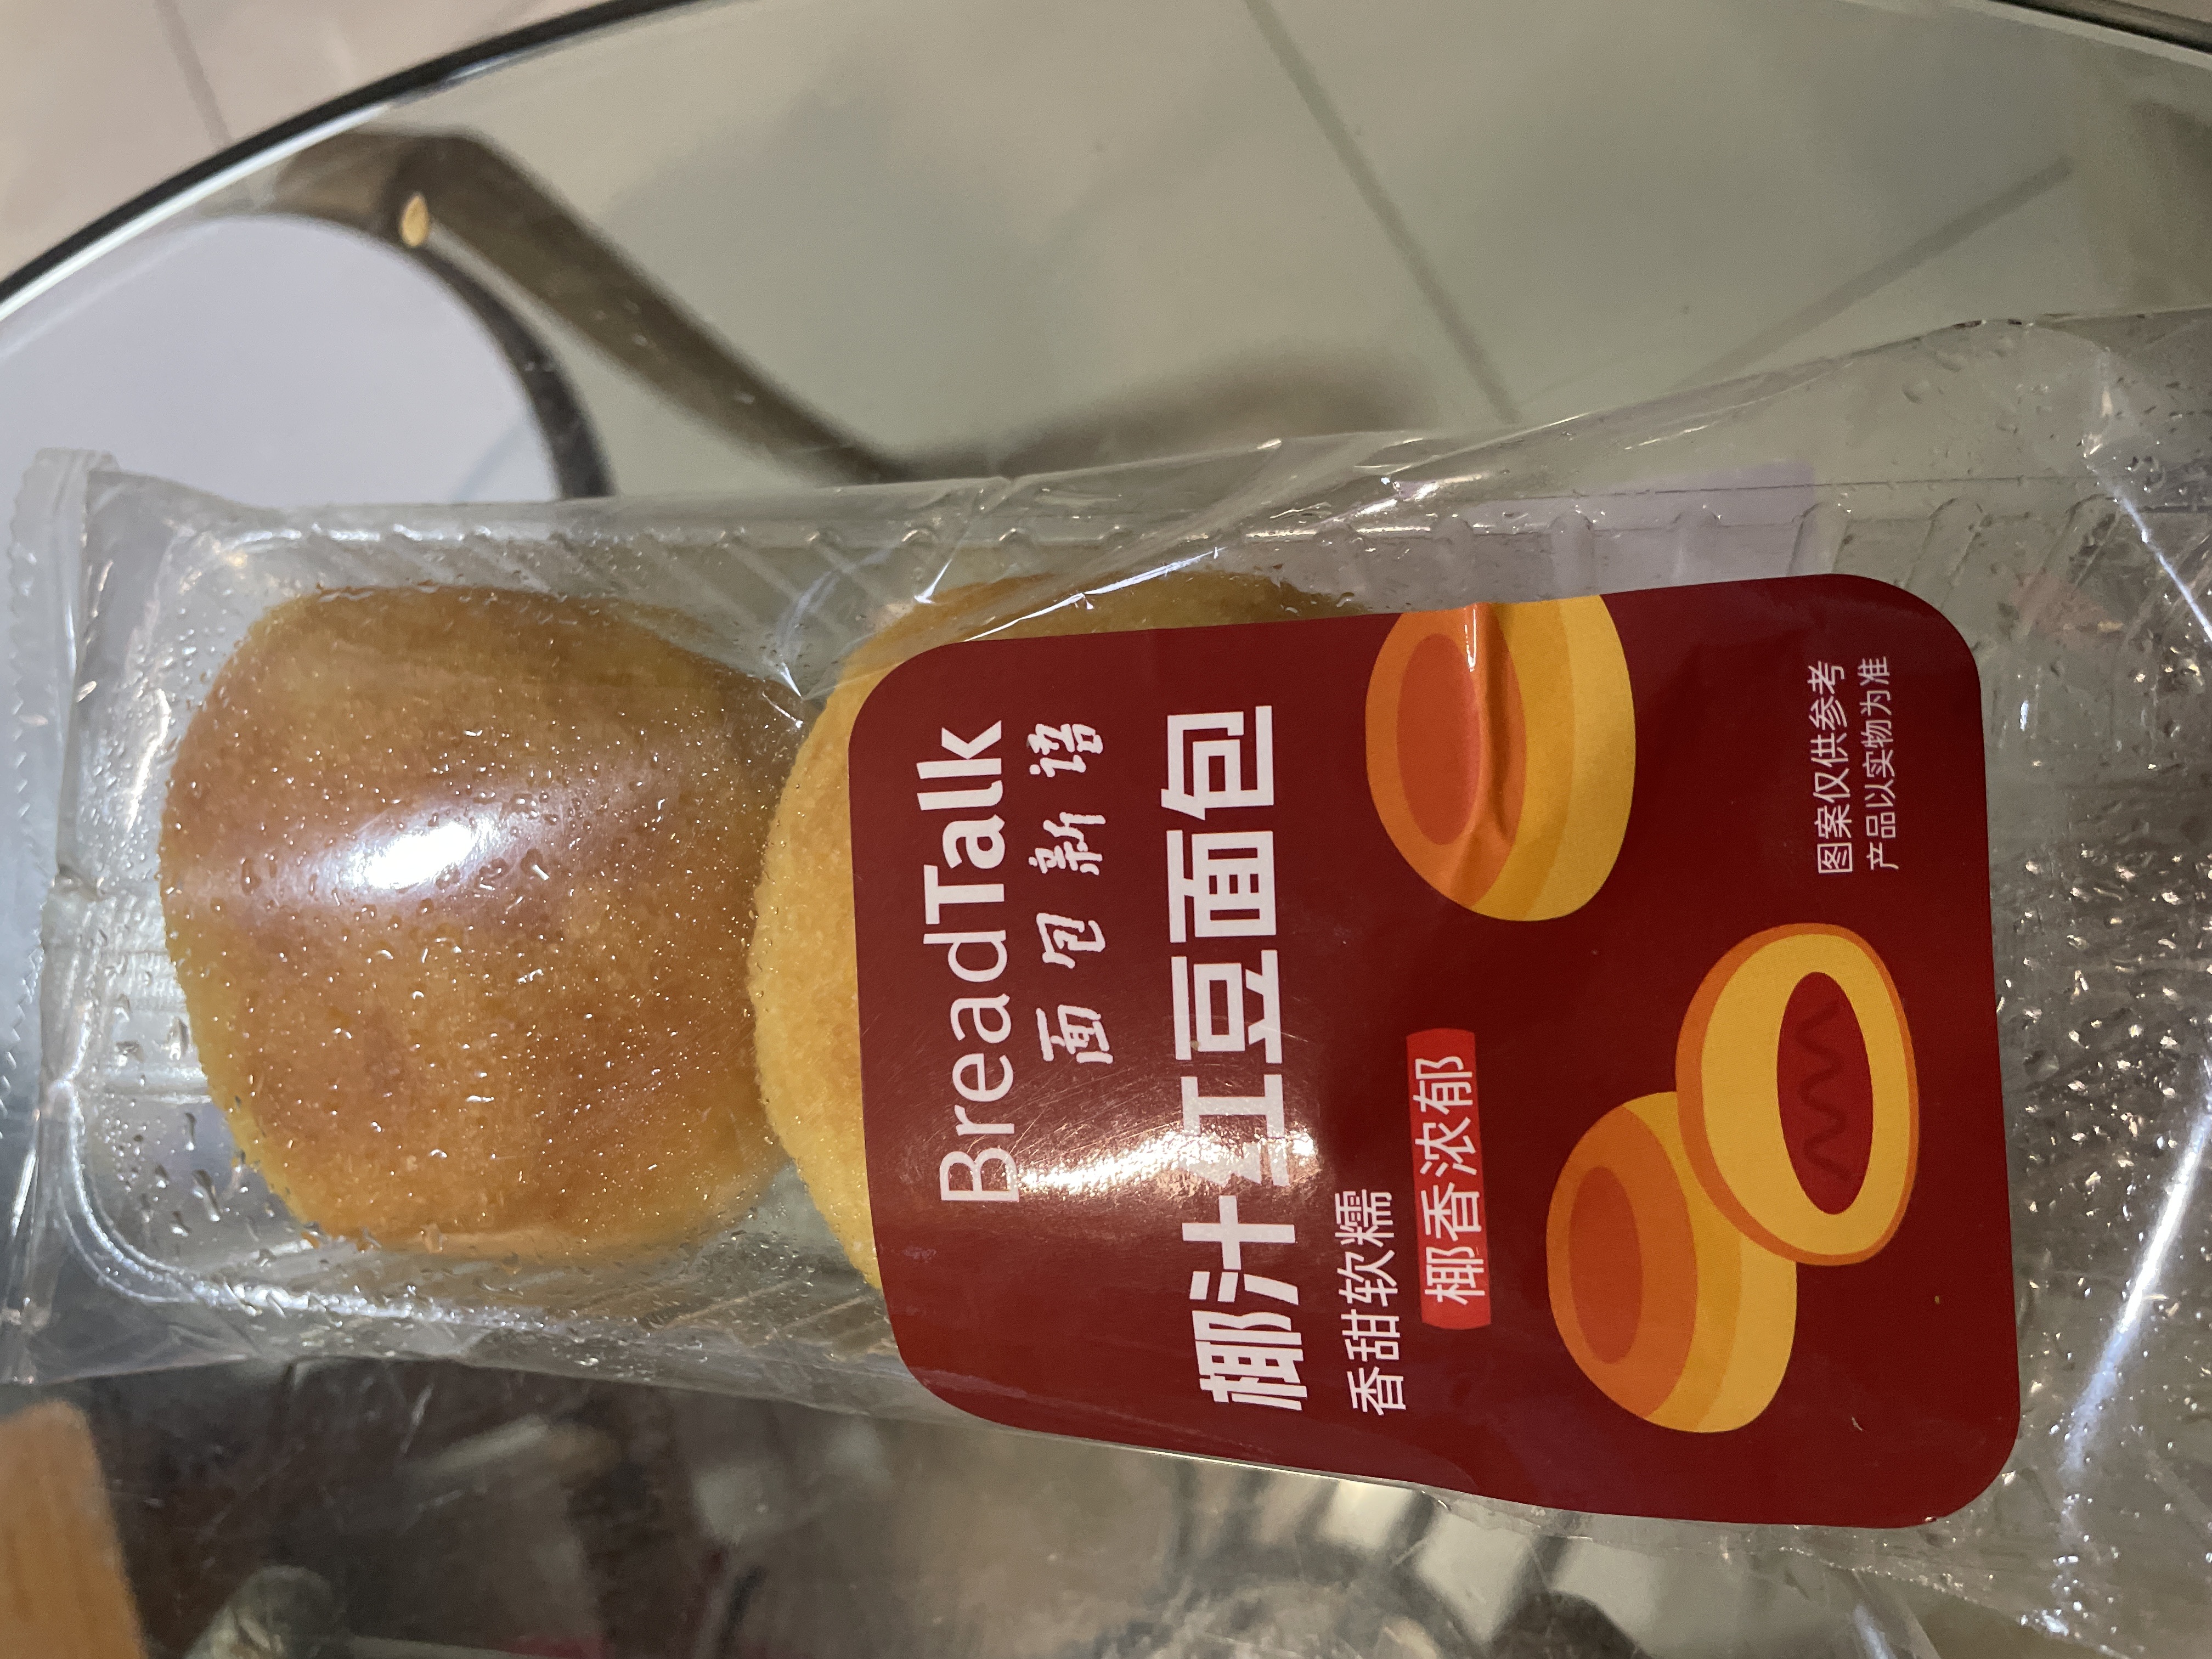 BreadTalk
面包新语
椰汁红豆面包
香甜软糯
椰香浓郁
图案仅供参考
产品以实物为准